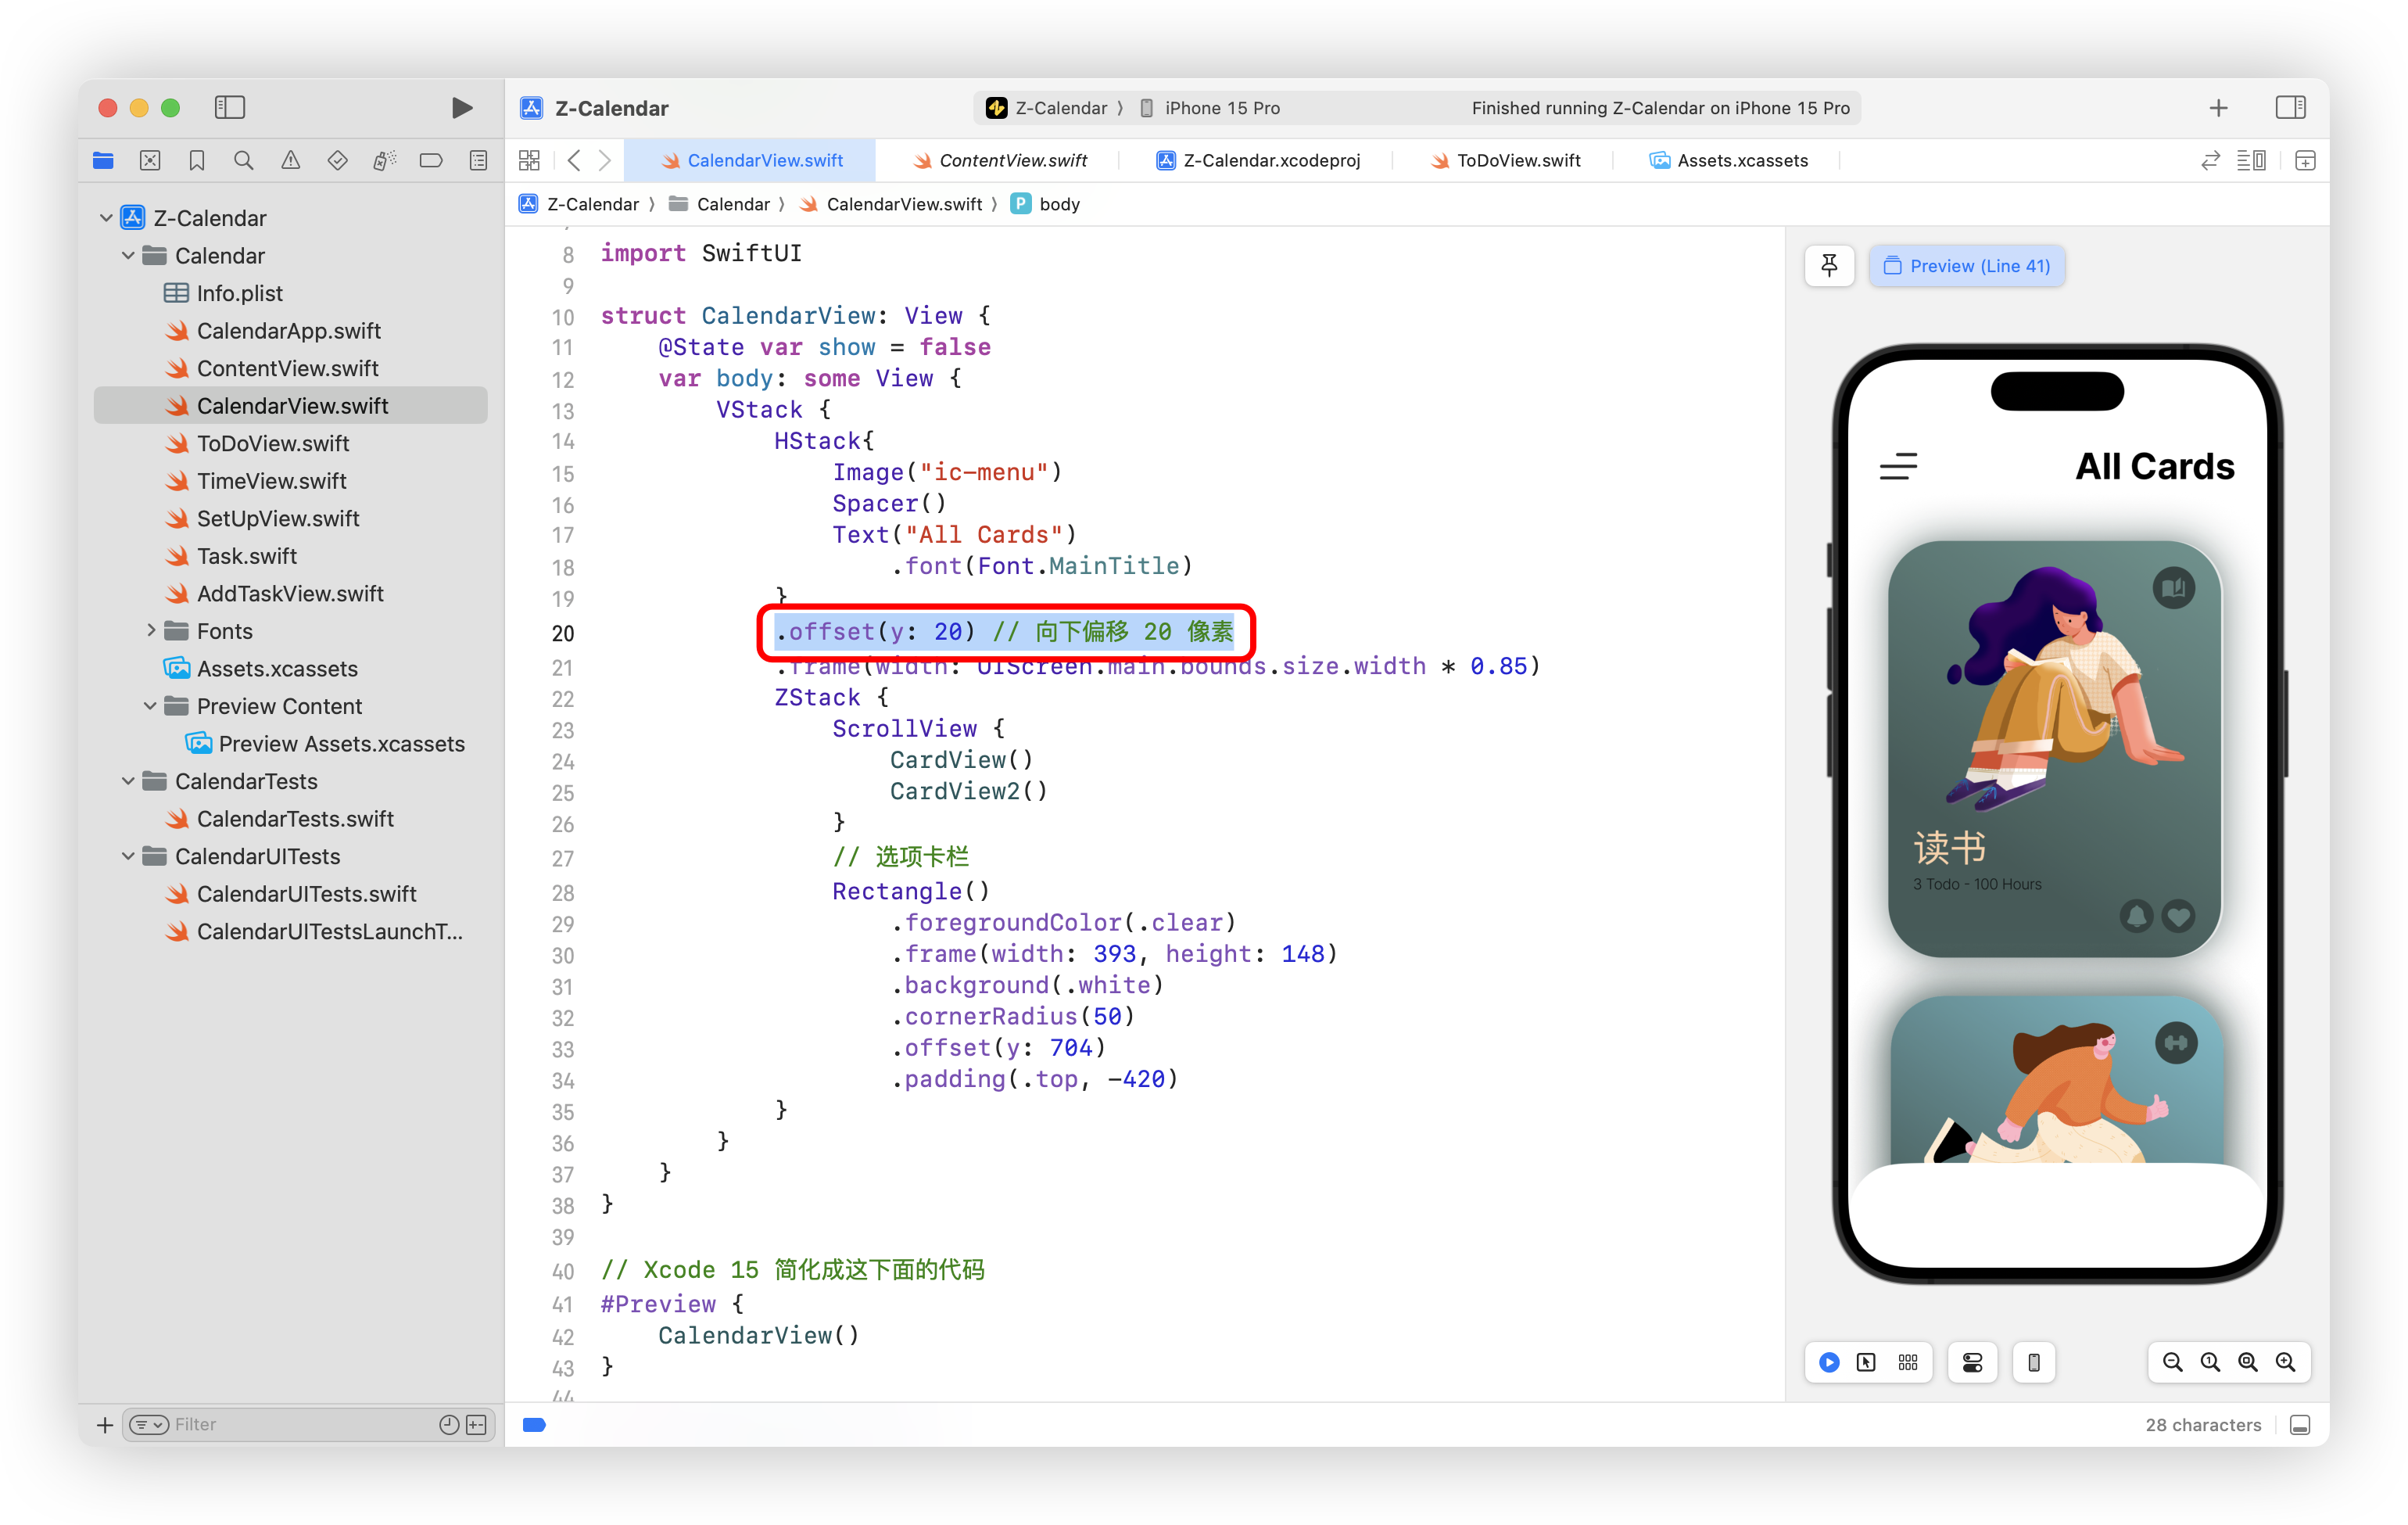 Z-Calendar
Z-Calendar 〉 iPhone 15 Pro
Finished running Z-Calendar on iPhone 15 Pro
CalendarView.swift
ContentView.swift
Z-Calendar.xcodeproj
ToDoView.swift
Assets.xcassets
Z-Calendar 〉 Calendar 〉 CalendarView.swift 〉 P body
Z-Calendar
Calendar
Info.plist
CalendarApp.swift
ContentView.swift
CalendarView.swift
ToDoView.swift
TimeView.swift
SetUpView.swift
Task.swift
AddTaskView.swift
Fonts
Assets.xcassets
Preview Content
Preview Assets.xcassets
CalendarTests
CalendarTests.swift
CalendarUITests
CalendarUITests.swift
CalendarUITestsLaunchT...
Filter
8 import SwiftUI
9
10 struct CalendarView: View {
11 @State var show = false
12 var body: some View {
13 VStack {
14 HStack{
15 Image("ic-menu")
16 Spacer()
17 Text("All Cards")
18 .font(Font.MainTitle)
19 }
20 .offset(y: 20) // 向下偏移 20 像素
21 .frame(width: UIScreen.main.bounds.size.width * 0.85)
22 ZStack {
23 ScrollView {
24 CardView()
25 CardView2()
26 }
27 // 选项卡栏
28 Rectangle()
29 .foregroundColor(.clear)
30 .frame(width: 393, height: 148)
31 .background(.white)
32 .cornerRadius(50)
33 .offset(y: 704)
34 .padding(.top, -420)
35 }
36 }
37 }
38 }
39
40 // Xcode 15 简化成这下面的代码
41 #Preview {
42 CalendarView()
43 }
44
Preview (Line 41)
All Cards
读书
3 Todo - 100 Hours
28 characters